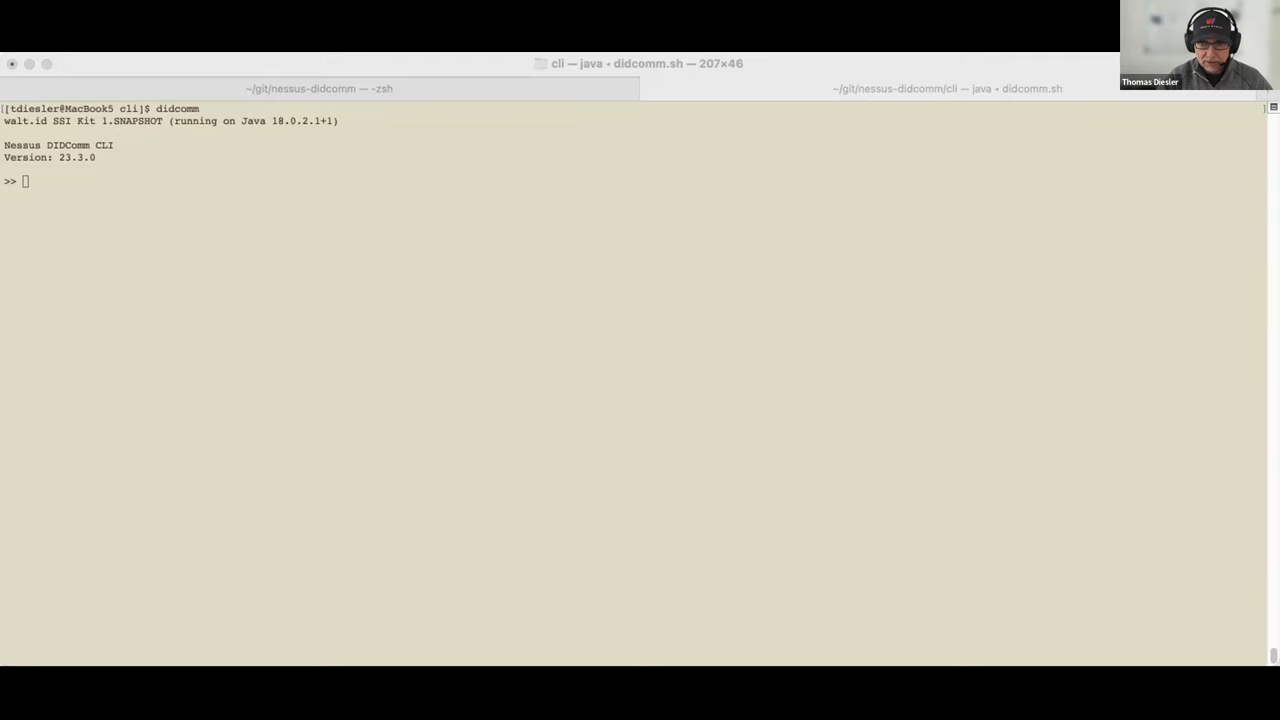 cli — java • didcomm.sh — 207×46
~/git/nessus-didcomm — -zsh
~/git/nessus-didcomm/cli — java • didcomm.sh
[[tdiesler@MacBook5 cli]$ didcomm
walt.id SSI Kit 1.SNAPSHOT (running on Java 18.0.2.1+1)
Nessus DIDComm CLI
Version: 23.3.0
>>
Thomas Diesler